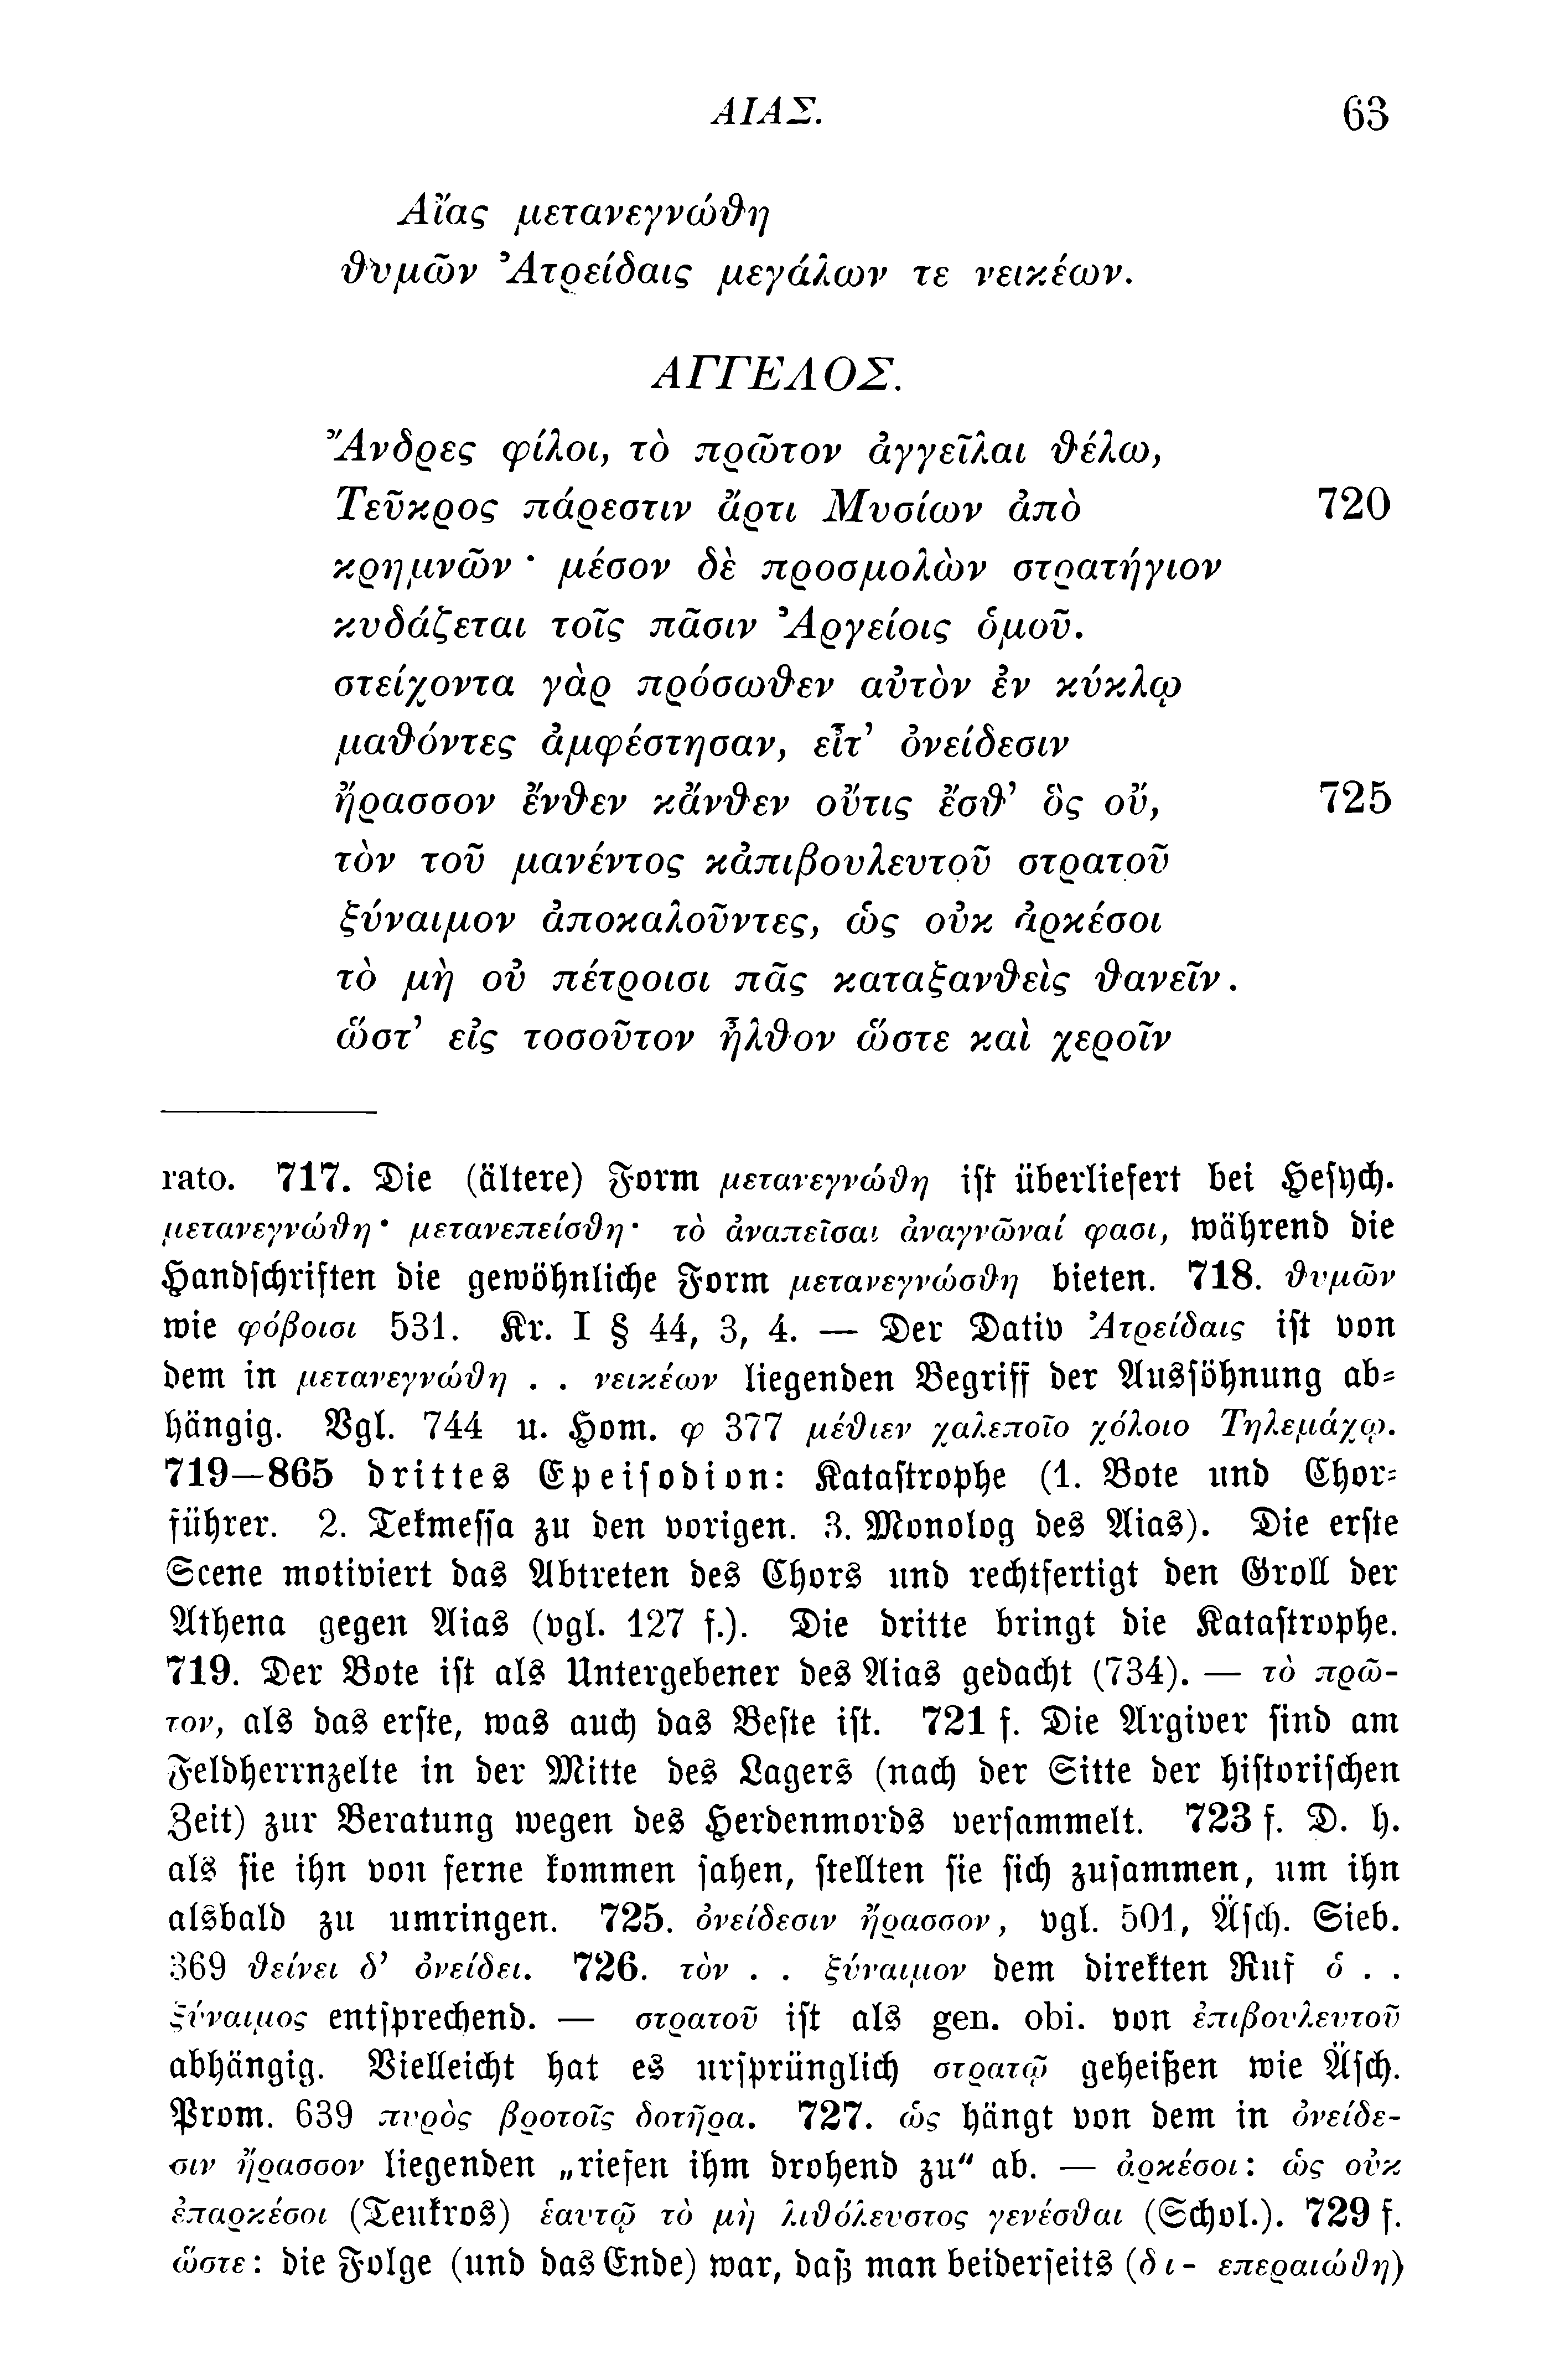 ΑΙΑΣ. 63
Αἴας μετανεγνώθη
θυμῶν Ἀτρείδαις μεγάλων τε νεικέων.
ΑΓΓΕΛΟΣ.
Ἄνδρες φίλοι, τὸ πρῶτον ἀγγεῖλαι θέλω,
Τεῦκρος πάρεστιν ἄρτι Μυσίων ἀπὸ 720
κρημνῶν · μέσον δὲ προσμολὼν στρατήγιον
κυδάζεται τοῖς πᾶσιν Ἀργείοις ὁμοῦ.
στείχοντα γὰρ πρόσωθεν αὐτὸν ἐν κύκλῳ
μαθόντες ἀμφέστησαν, εἶτ’ ὀνείδεσιν
ἤρασσον ἔνθεν κἄνθεν οὔτις ἔσθ’ ὃς οὔ, 725
τὸν τοῦ μανέντος κἀπιβουλευτοῦ στρατοῦ
ξύναιμον ἀποκαλοῦντες, ὡς οὐκ ἀρκέσοι
τὸ μὴ οὐ πέτροισι πᾶς καταξανθεὶς θανεῖν.
ὥστ’ εἰς τοσοῦτον ἦλθον ὥστε καὶ χεροῖν
rato. 717. Die (ältere) Form μετανεγνώθη ist überliefert bei Hesych.
μετανεγνώθη· μετανεπείσθη· τὸ ἀναπεῖσαι ἀναγνῶναί φασι, während die
Handschriften die gewöhnliche Form μετανεγνώσθη bieten. 718. θυμῶν
wie φόβοισι 531. Kr. I § 44, 3, 4. — Der Dativ Ἀτρείδαις ist von
dem in μετανεγνώθη . . νεικέων liegenden Begriff der Aussöhnung ab-
hängig. Vgl. 744 u. Hom. φ 377 μέθιεν χαλεποῖο χόλοιο Τηλεμάχῳ.
719—865 drittes Epeisodion: Katastrophe (1. Bote und Chor-
führer. 2. Tekmessa zu den vorigen. 3. Monolog des Aias). Die erste
Scene motiviert das Abtreten des Chors und rechtfertigt den Groll der
Athena gegen Aias (vgl. 127 f.). Die dritte bringt die Katastrophe.
719. Der Bote ist als Untergebener des Aias gedacht (734). — τὸ πρῶ-
τον, als das erste, was auch das Beste ist. 721 f. Die Argiver sind am
Feldherrnzelte in der Mitte des Lagers (nach der Sitte der historischen
Zeit) zur Beratung wegen des Herdenmords versammelt. 723 f. D. h.
als sie ihn von ferne kommen sahen, stellten sie sich zusammen, um ihn
alsbald zu umringen. 725. ὀνείδεσιν ἤρασσον, vgl. 501, Äsch. Sieb.
369 θείνει δ’ ὀνείδει. 726. τὸν . . ξύναιμον dem direkten Ruf ὁ . .
ξύναιμος entsprechend. — στρατοῦ ist als gen. obi. von ἐπιβουλευτοῦ
abhängig. Vielleicht hat es ursprünglich στρατῷ geheißen wie Äsch.
Prom. 639 πυρὸς βροτοῖς δοτῆρα. 727. ὡς hängt von dem in ὀνείδε-
σιν ἤρασσον liegenden „riefen ihm drohend zu" ab. — ἀρκέσοι: ὡς οὐκ
ἐπαρκέσοι (Teukros) ἑαυτῷ τὸ μὴ λιθόλευστος γενέσθαι (Schol.). 729 f.
ὥστε: die Folge (und das Ende) war, daß man beiderseits (δι- επεραιώθη)